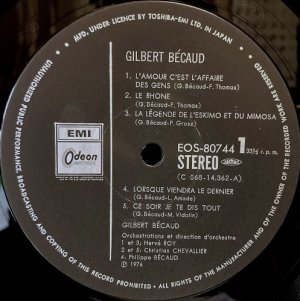 MFD. UNDER LICENCE BY TOSHIBA-EMI LTD. IN JAPAN
ALL RIGHTS OF THE MANUFACTURER AND OF THE OWNER OF THE RECORDED WORK ARE RESERVED
UNAUTHORIZED PUBLIC PERFORMANCE, BROADCASTING AND COPYING OF THIS RECORD PROHIBITED
GILBERT BÉCAUD
1. L'AMOUR C'EST L'AFFAIRE
DES GENS (G.Bécaud-F. Thomas)
2. LE RHONE
(G.Bécaud-F. Thomas)
3. LA LÉGENDE DE L'ESKIMO ET DU MIMOSA
(G.Bécaud-F. Grosz)
EMI
Odeon
EOS-80744 1 33⅓ r.p.m.
STEREO
(C 068-14.362-A)
4. LORSQUE VIENDRA LE DERNIER
(G.Bécaud-L. Amade)
5. CE SOIR JE TE DIS TOUT
(G.Bécaud-M. Vidalin)
GILBERT BÉCAUD
Orchestrations et direction d'orchestre
1 et 3; Hervé ROY
2 et 5; Christian CHEVALLIER
4; Philippe BÉCAUD
℗ 1976